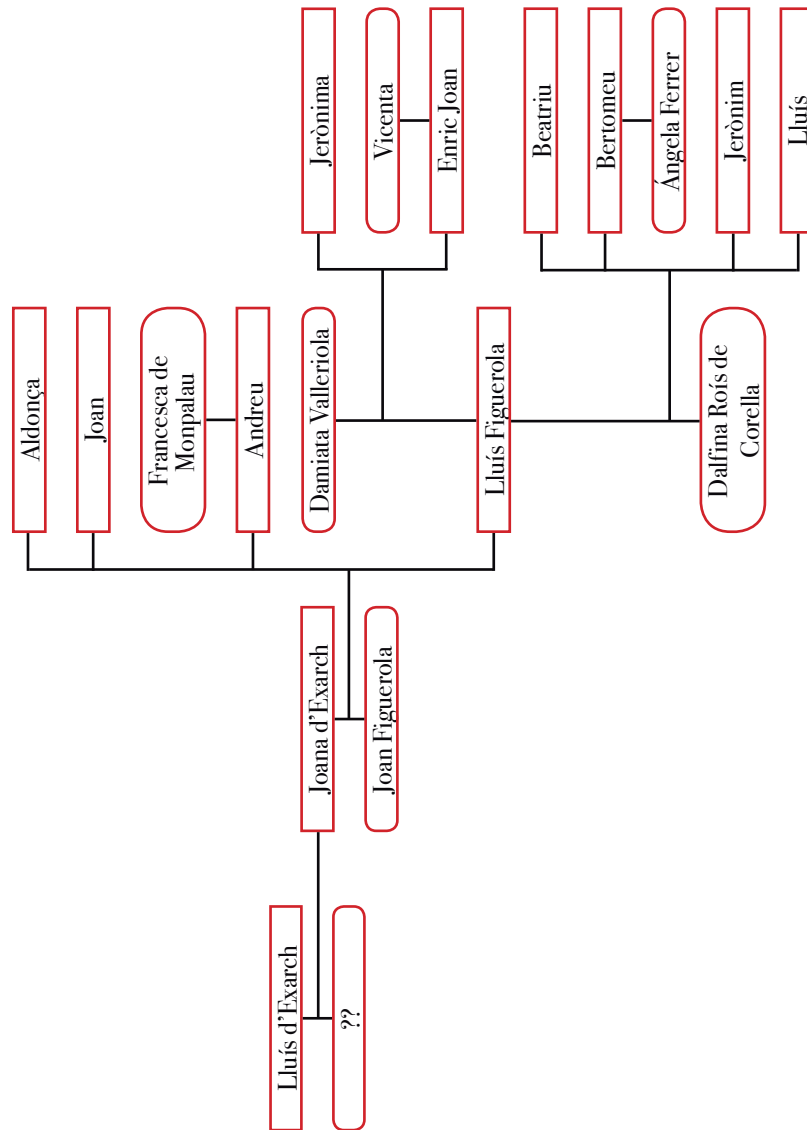 Lluís d’Exarch
??
Joana d’Exarch
Joan Figuerola
Aldonça
Joan
Francesca de
Monpalau
Andreu
Damiata Valleriola
Lluís Figuerola
Dalfina Roís de
Corella
Jerònima
Vicenta
Enric Joan
Beatriu
Bertomeu
Ángela Ferrer
Jerònim
Lluís